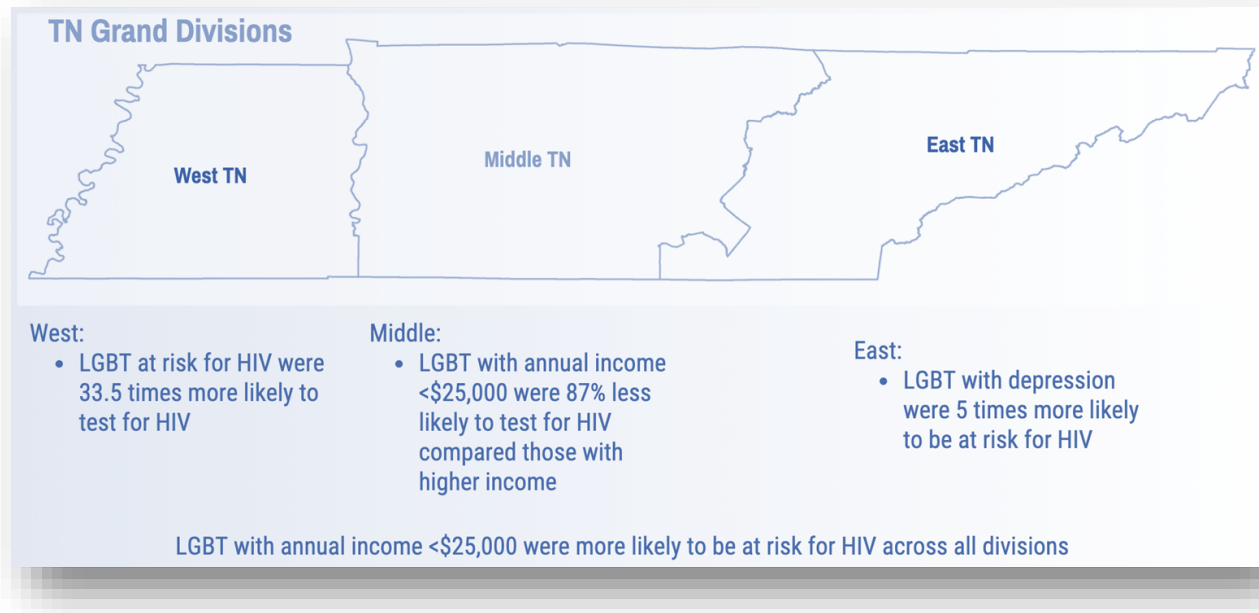 TN Grand Divisions
West TN
Middle TN
East TN
West:
• LGBT at risk for HIV were
33.5 times more likely to
test for HIV
Middle:
• LGBT with annual income
<$25,000 were 87% less
likely to test for HIV
compared those with
higher income
East:
• LGBT with depression
were 5 times more likely
to be at risk for HIV
LGBT with annual income <$25,000 were more likely to be at risk for HIV across all divisions